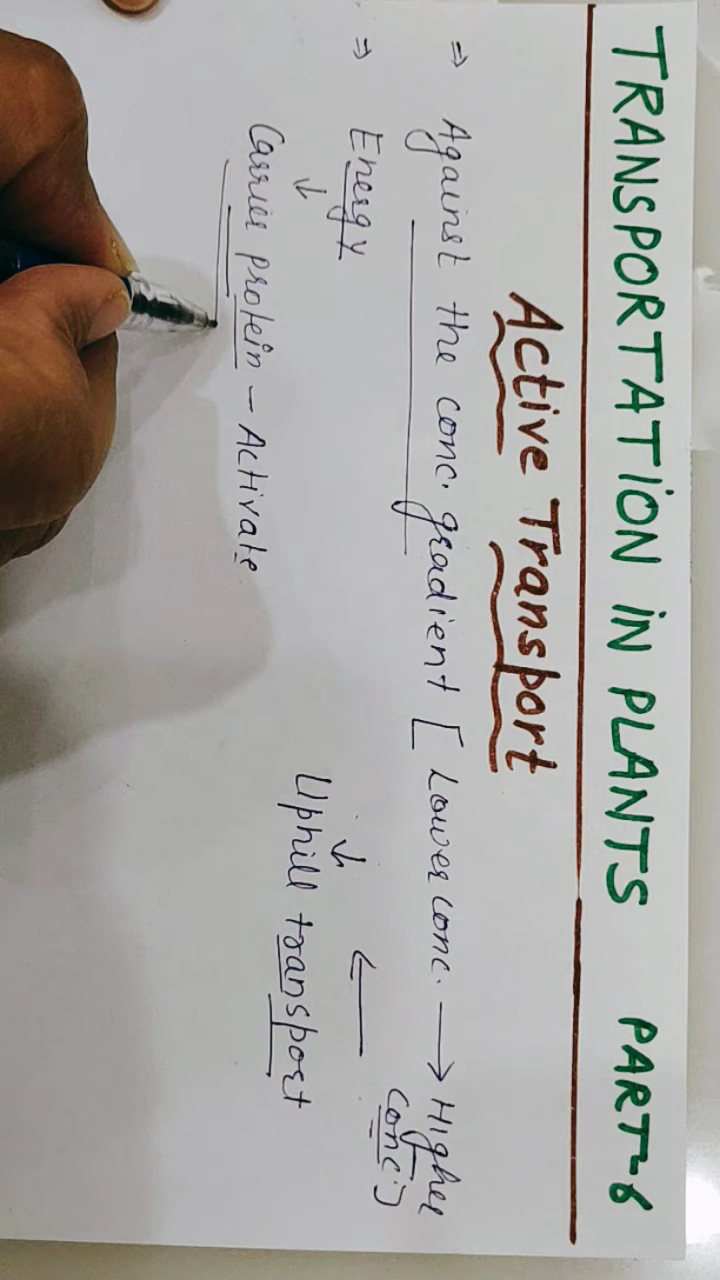 TRANSPORTATION IN PLANTS PART-6
Active Transport
⇒ Against the conc. gradient [Lower conc. ⟶ Higher
conc.]
⇒ Energy
↓
↓ ←
Uphill transport
Carrier protein - Activate